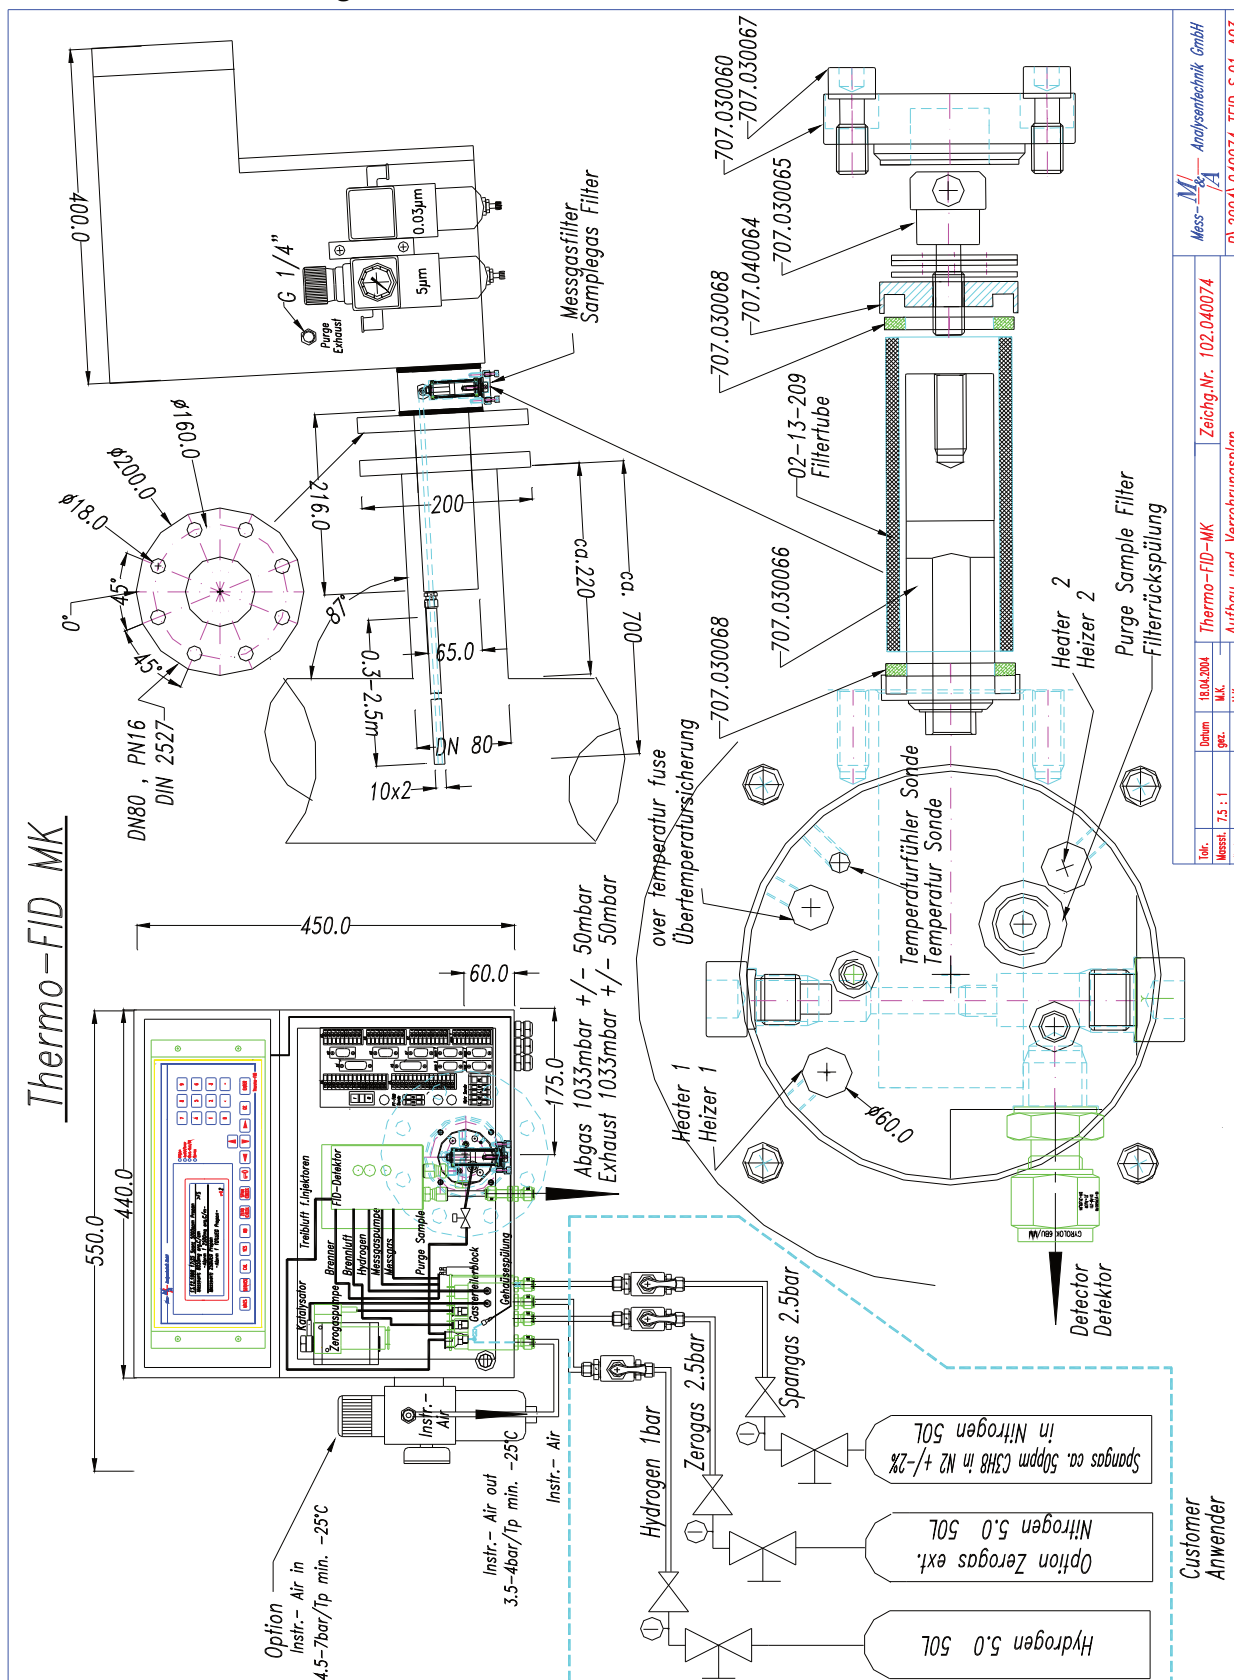 Thermo-FID MK
400.0
G 1/4"
Purge
Exhaust
5µm
0.03µm
Messgasfilter
Samplegas Filter
ø160.0
ø200.0
ø18.0
45°
0°
45°
DN80 , PN16
DIN 2527
216.0
200
87°
ca.220
ca. 700
65.0
0.3-2.5m
DN 80
10x2
707.030060
707.030067
707.030065
707.040064
707.030068
02-13-209
Filtertube
707.030066
707.030068
Heater 2
Heizer 2
Purge Sample Filter
Filterrückspülung
over temperatur fuse
Übertemperatursicherung
Temperaturfühler Sonde
Temperatur Sonde
Heater 1
Heizer 1
ø60.0
GYROLOK 6BU/MM
Detector
Detektor
450.0
60.0
550.0
440.0
175.0
Abgas 1033mbar +/- 50mbar
Exhaust 1033mbar +/- 50mbar
Treibluft f.Injektoren
FID-Detektor
Katalysator
Zerogaspumpe
Brenner
Brennluft
Hydrogen
Messgaspumpe
Messgas
Purge Sample
Gasverteilerblock
Gehäusespülung
Instr.-
Air
Option
Instr.- Air in
4.5-7bar/Tp min. -25°C
Instr.- Air out
3.5-4bar/Tp min. -25°C
Instr.- Air
Hydrogen 1bar
Zerogas 2.5bar
Spangas 2.5bar
Spangas ca. 50ppm C3H8 in N2 +/-2%
in Nitrogen 50L
Option Zerogas ext.
Nitrogen 5.0 50L
Hydrogen 5.0 50L
Customer
Anwender
Mess- M&A Analysentechnik GmbH
Zeichg.Nr. 102.040074
Thermo-FID-MK
Datum
18.04.2004
gez.
M.K.
Tolr.
Massst.
7.5 : 1